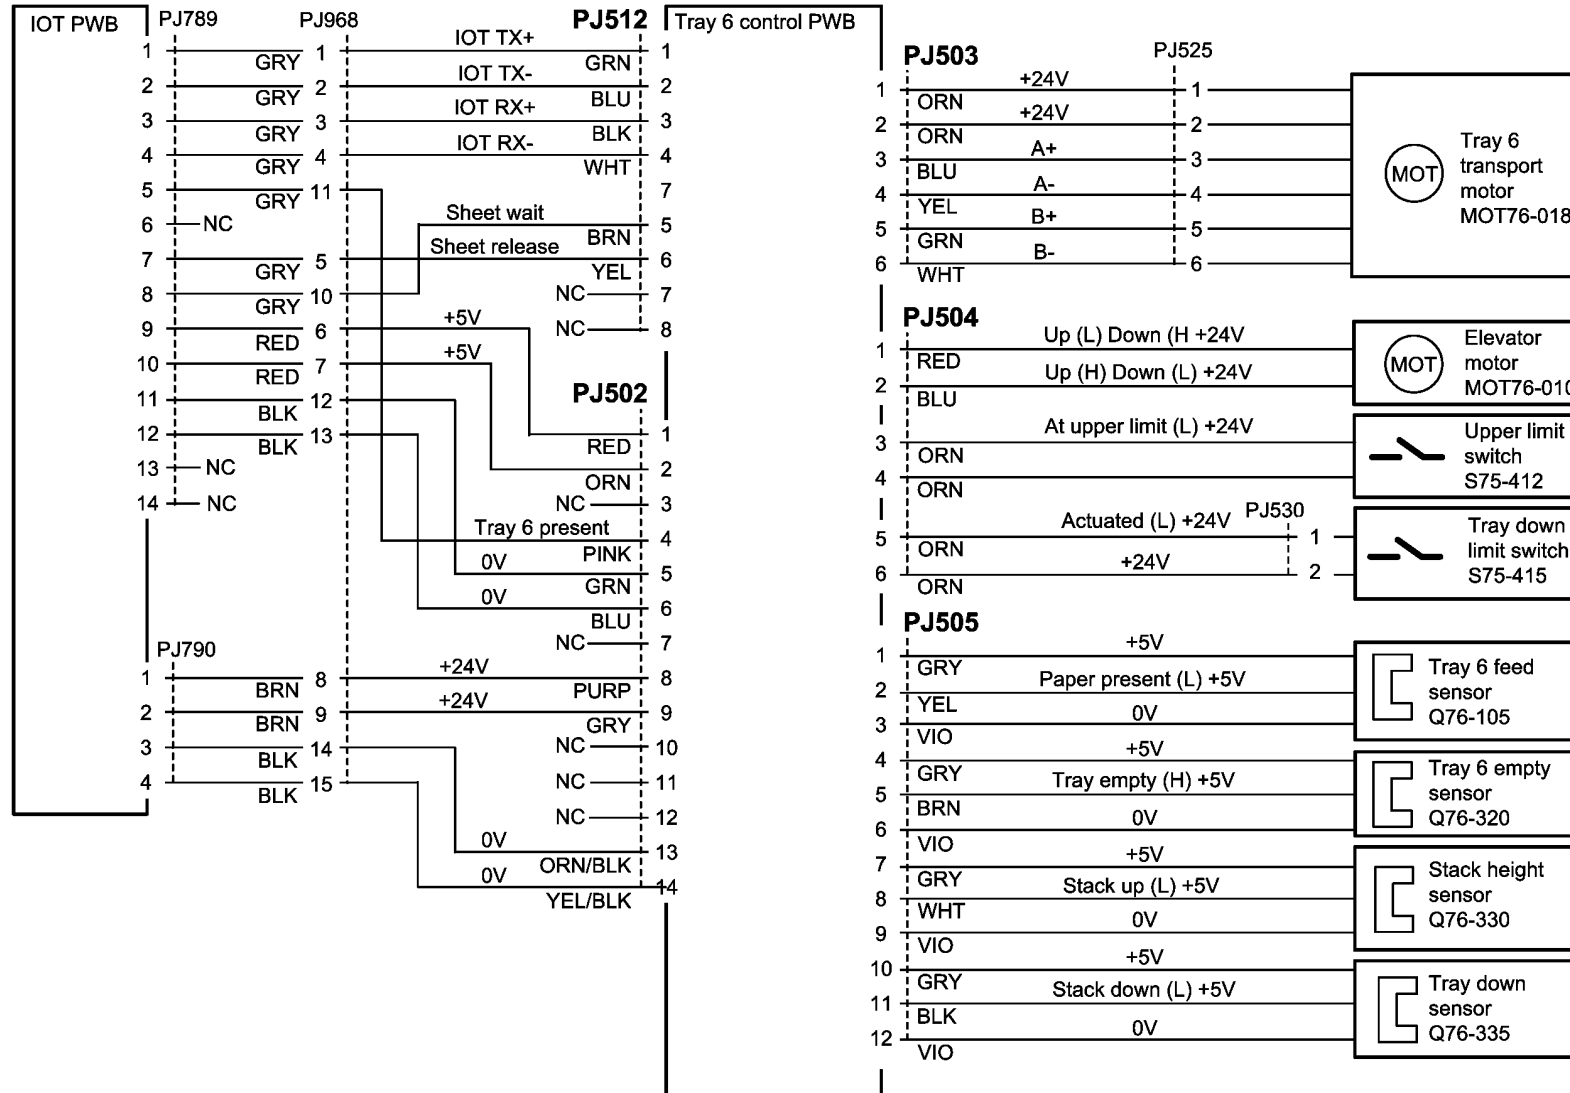 IOT PWB
PJ789
PJ968
PJ512
Tray 6 control PWB
1 GRY 1 IOT TX+ GRN 1
2 GRY 2 IOT TX- BLU 2
3 GRY 3 IOT RX+ BLK 3
4 GRY 4 IOT RX- WHT 4
5 GRY 11 7
6 NC Sheet wait BRN 5
7 GRY 5 Sheet release YEL 6
8 GRY 10 NC 7
9 RED 6 +5V NC 8
10 RED 7 +5V
PJ502
11 BLK 12
12 BLK 13 RED 1
13 NC ORN 2
14 NC NC 3
Tray 6 present PINK 4
0V GRN 5
0V BLU 6
NC 7
PJ790
1 BRN 8 +24V PURP 8
2 BRN 9 +24V GRY 9
3 BLK 14 NC 10
4 BLK 15 NC 11
NC 12
0V ORN/BLK 13
0V YEL/BLK 14
PJ503
PJ525
1 ORN +24V 1
2 ORN +24V 2
3 BLU A+ 3
4 YEL A- 4
5 GRN B+ 5
6 WHT B- 6
MOT
Tray 6
transport
motor
MOT76-018
PJ504
1 RED Up (L) Down (H +24V
2 BLU Up (H) Down (L) +24V
MOT
Elevator
motor
MOT76-010
3 ORN At upper limit (L) +24V
4 ORN
Upper limit
switch
S75-412
PJ530
5 ORN Actuated (L) +24V 1
6 ORN +24V 2
Tray down
limit switch
S75-415
PJ505
1 GRY +5V
2 YEL Paper present (L) +5V
3 VIO 0V
Tray 6 feed
sensor
Q76-105
4 GRY +5V
5 BRN Tray empty (H) +5V
6 VIO 0V
Tray 6 empty
sensor
Q76-320
7 GRY +5V
8 WHT Stack up (L) +5V
9 VIO 0V
Stack height
sensor
Q76-330
10 GRY +5V
11 BLK Stack down (L) +5V
12 VIO 0V
Tray down
sensor
Q76-335